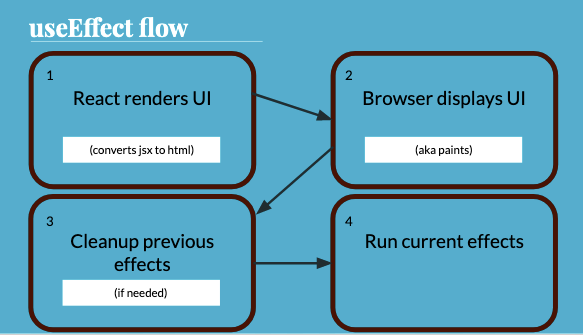 useEffect flow
1
React renders UI
(converts jsx to html)
2
Browser displays UI
(aka paints)
3
Cleanup previous
effects
(if needed)
4
Run current effects